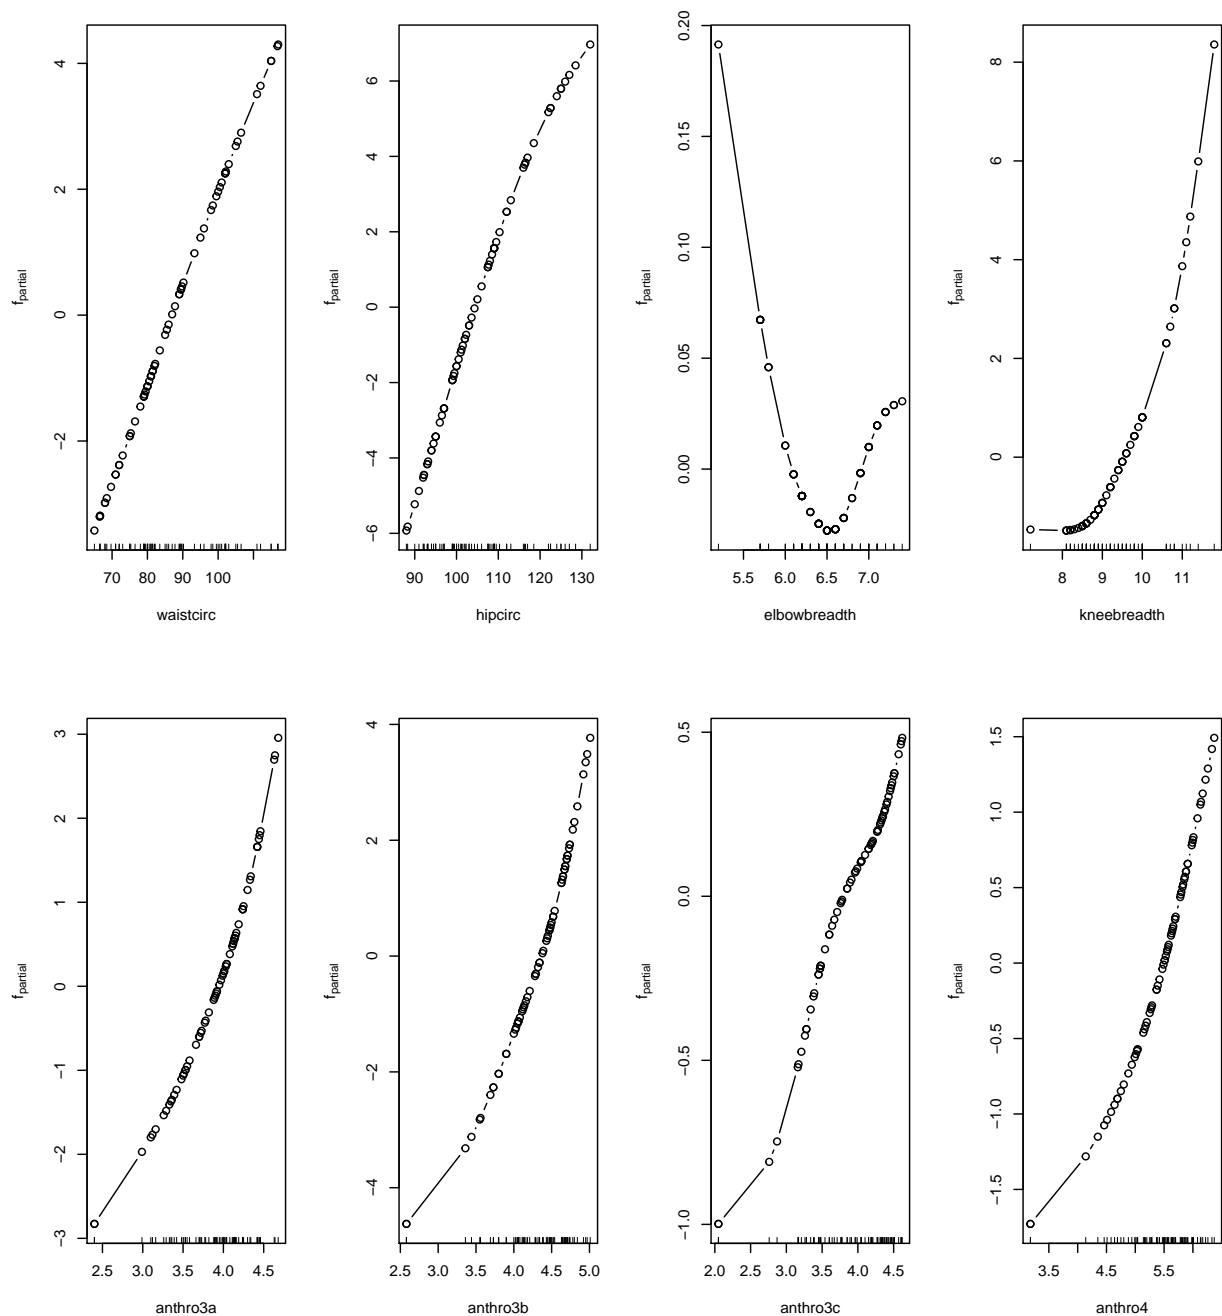 4
2
0
−2
f_partial
70 80 90 100
waistcirc
6
4
2
0
−2
−4
−6
f_partial
90 100 110 120 130
hipcirc
0.20
0.15
0.10
0.05
0.00
f_partial
5.5 6.0 6.5 7.0
elbowbreadth
8
6
4
2
0
f_partial
8 9 10 11
kneebreadth
3
2
1
0
−1
−2
−3
f_partial
2.5 3.0 3.5 4.0 4.5
anthro3a
4
2
0
−2
−4
f_partial
2.5 3.0 3.5 4.0 4.5 5.0
anthro3b
0.5
0.0
−0.5
−1.0
f_partial
2.0 2.5 3.0 3.5 4.0 4.5
anthro3c
1.5
1.0
0.5
0.0
−0.5
−1.0
−1.5
f_partial
3.5 4.5 5.5
anthro4